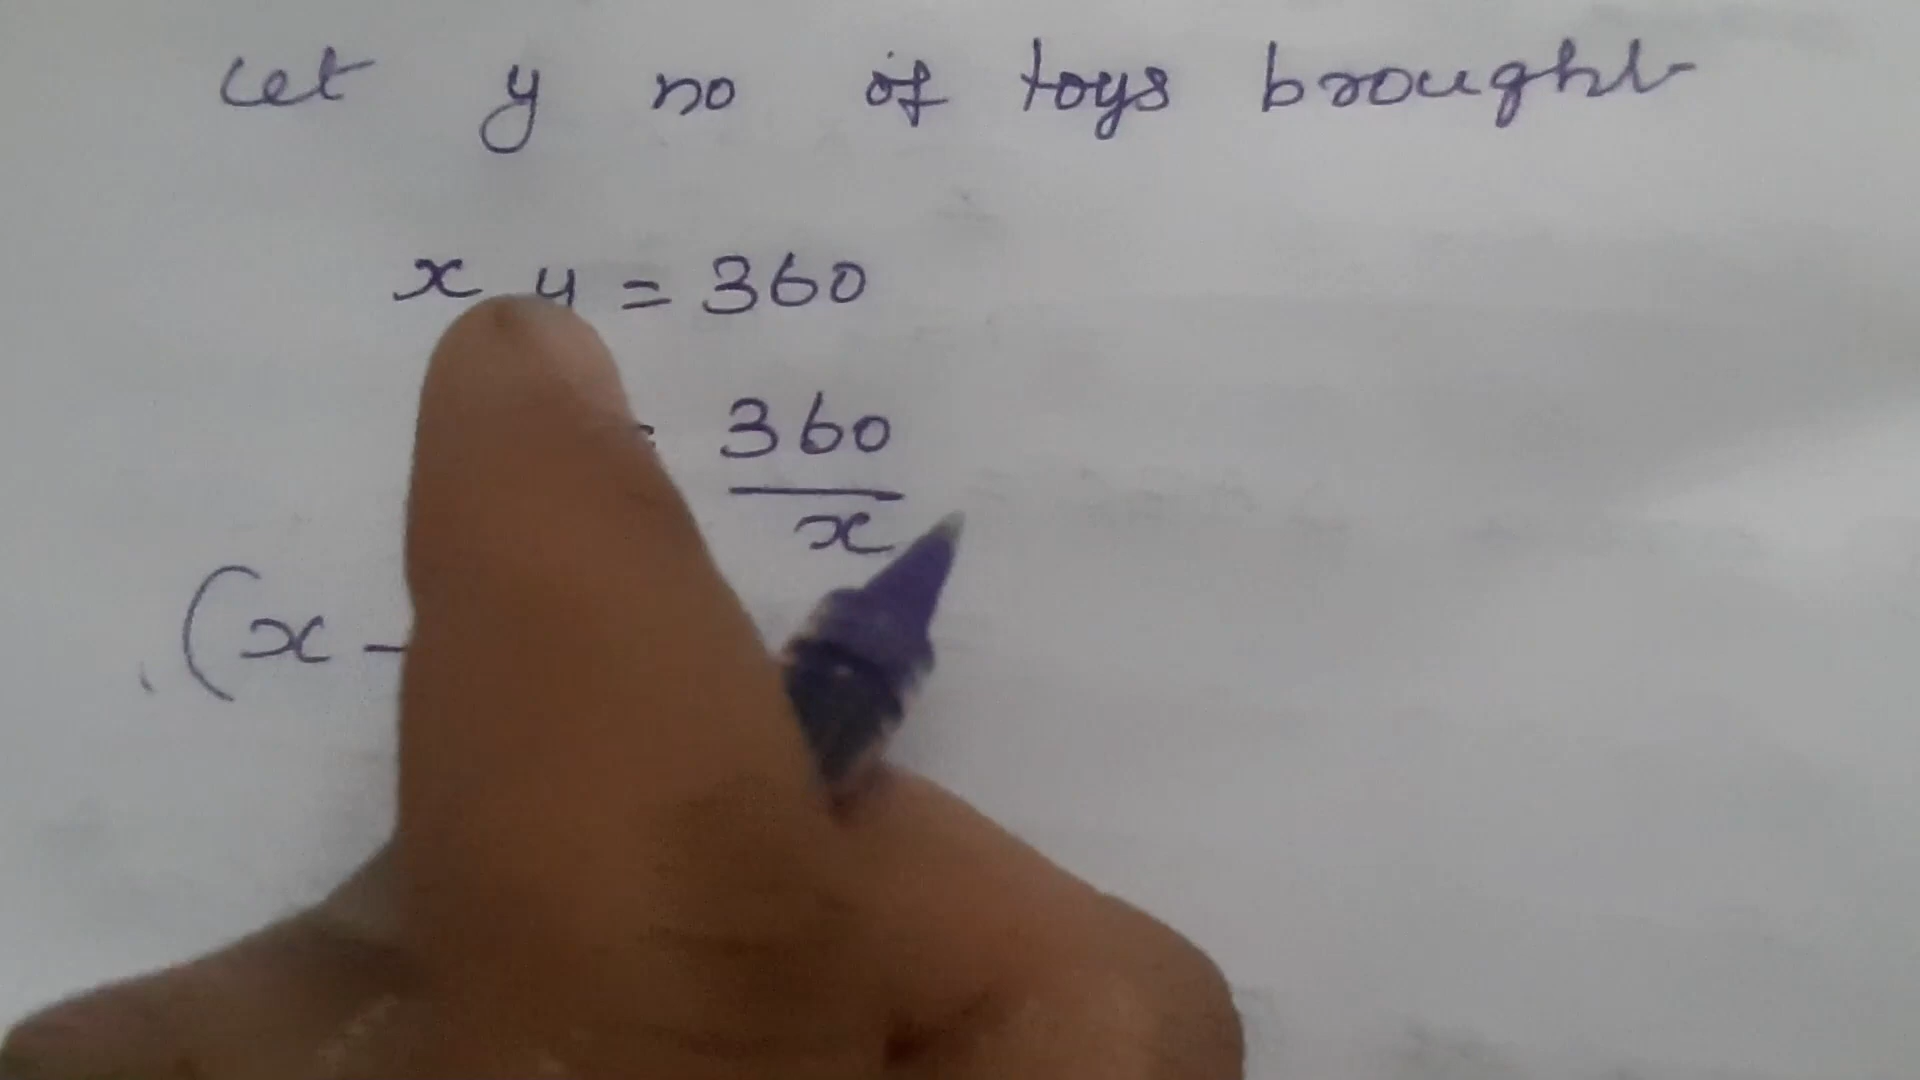 Let y no of toys brought
x y = 360
= 360
x
(x -